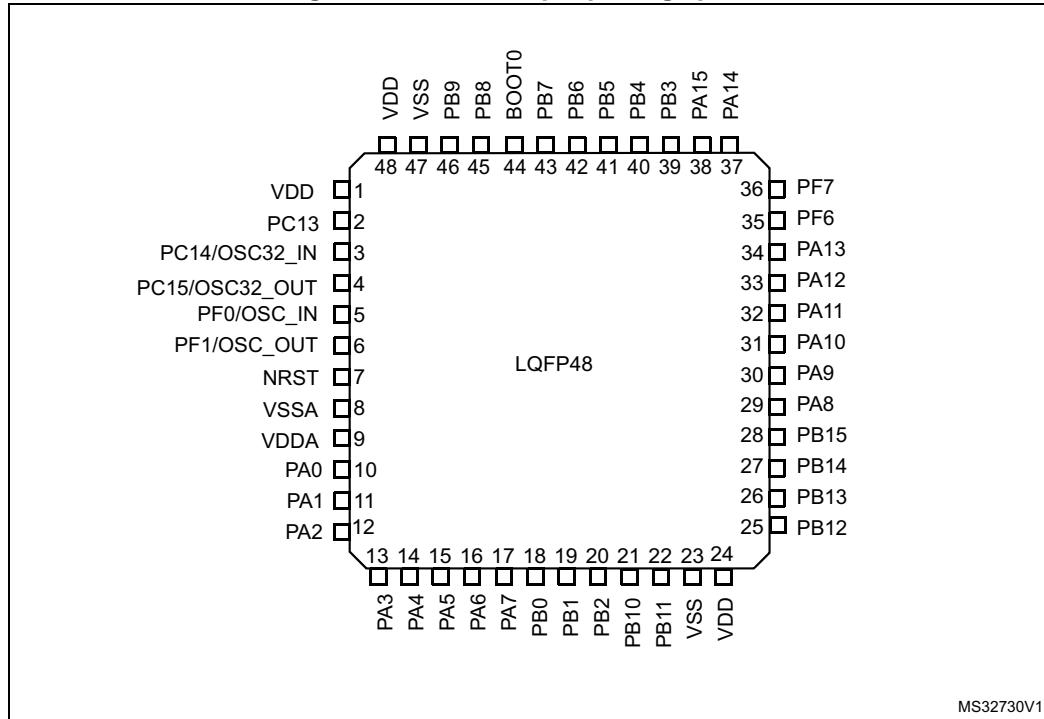 VDD
VSS
PB9
PB8
BOOT0
PB7
PB6
PB5
PB4
PB3
PA15
PA14
48 47 46 45 44 43 42 41 40 39 38 37
VDD 1
PC13 2
PC14/OSC32_IN 3
PC15/OSC32_OUT 4
PF0/OSC_IN 5
PF1/OSC_OUT 6
NRST 7
VSSA 8
VDDA 9
PA0 10
PA1 11
PA2 12
LQFP48
36 PF7
35 PF6
34 PA13
33 PA12
32 PA11
31 PA10
30 PA9
29 PA8
28 PB15
27 PB14
26 PB13
25 PB12
13 14 15 16 17 18 19 20 21 22 23 24
PA3
PA4
PA5
PA6
PA7
PB0
PB1
PB2
PB10
PB11
VSS
VDD
MS32730V1